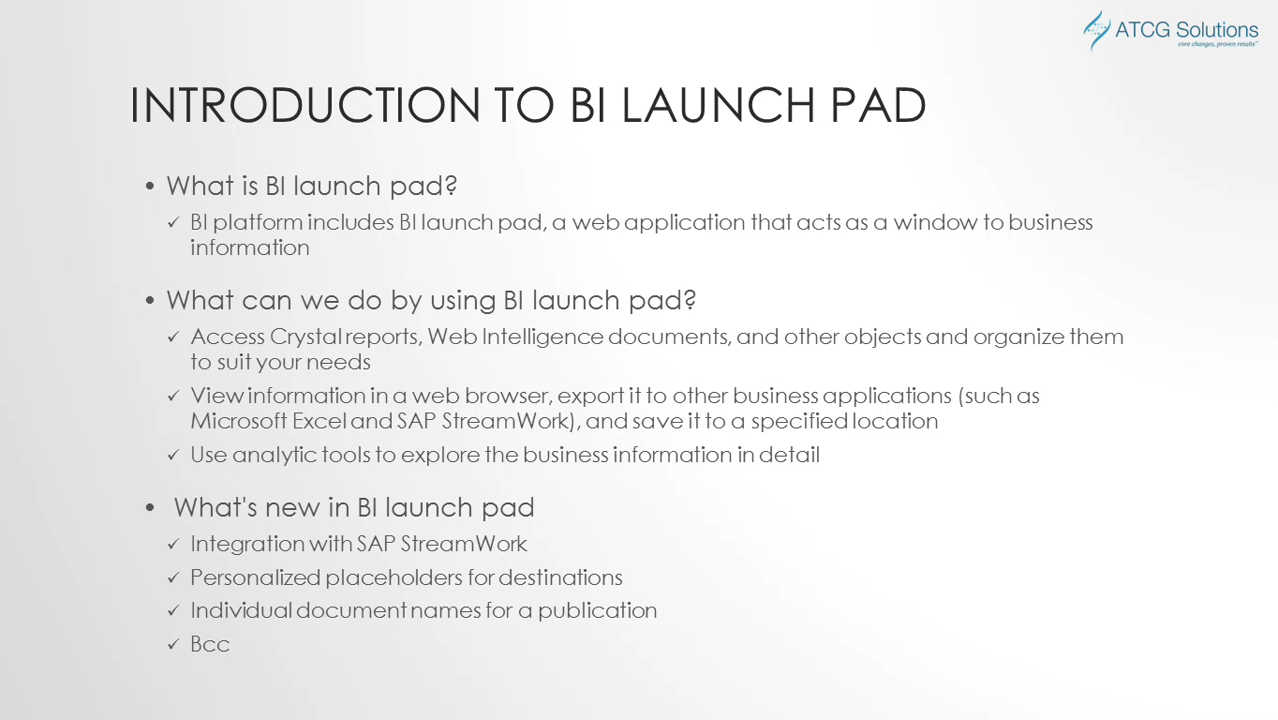 ATCG Solutions
core changes, proven results™
INTRODUCTION TO BI LAUNCH PAD
• What is BI launch pad?
✓ BI platform includes BI launch pad, a web application that acts as a window to business
information
• What can we do by using BI launch pad?
✓ Access Crystal reports, Web Intelligence documents, and other objects and organize them
to suit your needs
✓ View information in a web browser, export it to other business applications (such as
Microsoft Excel and SAP StreamWork), and save it to a specified location
✓ Use analytic tools to explore the business information in detail
• What's new in BI launch pad
✓ Integration with SAP StreamWork
✓ Personalized placeholders for destinations
✓ Individual document names for a publication
✓ Bcc